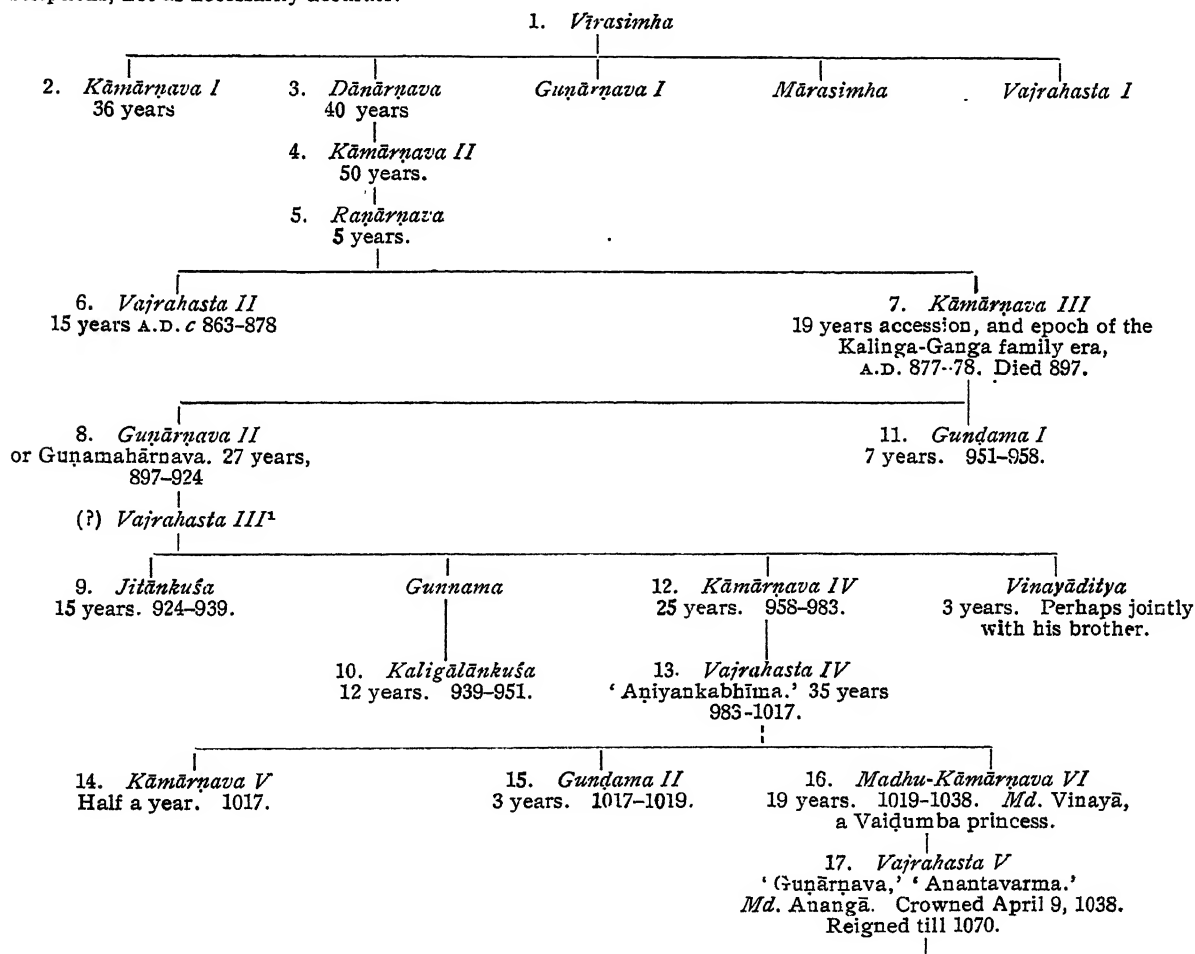 1. Vīrasimha
2. Kāmārṇava I 3. Dānārṇava Guṇārṇava I Mārasimha Vajrahasta I
36 years 40 years
4. Kāmārṇava II
50 years.
5. Raṇārṇava
5 years.
6. Vajrahasta II 7. Kāmārṇava III
15 years A.D. c 863–878 19 years accession, and epoch of the
Kalinga-Ganga family era,
A.D. 877--78. Died 897.
8. Guṇārṇava II 11. Guṇḍama I
or Guṇamahārnava. 27 years, 7 years. 951–958.
897–924
(?) Vajrahasta III¹
9. Jitānkuśa Gunnama 12. Kāmārṇava IV Vinayāditya
15 years. 924–939. 25 years. 958–983. 3 years. Perhaps jointly
with his brother.
10. Kaligālānkuśa 13. Vajrahasta IV
12 years. 939–951. ‘Aṇiyankabhīma.’ 35 years
983-1017.
14. Kāmārṇava V 15. Guṇḍama II 16. Madhu-Kāmārṇava VI
Half a year. 1017. 3 years. 1017–1019. 19 years. 1019-1038. Md. Vinayā,
a Vaiḍumba princess.
17. Vajrahasta V
‘Guṇārṇava,’ ‘Anantavarma.’
Md. Anangā. Crowned April 9, 1038.
Reigned till 1070.